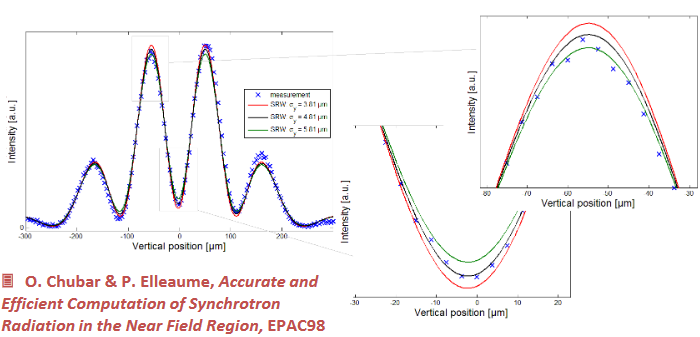 Intensity [a.u.]
0
-300
-200
-100
0
100
200
Vertical position [µm]
measurement
SRW σy = 3.81 µm
SRW σy = 4.81 µm
SRW σy = 5.81 µm
Intensity [a.u.]
80
70
60
50
40
30
Vertical position [µm]
Intensity [a.u.]
-30
-20
-10
0
10
20
Vertical position [µm]
O. Chubar & P. Elleaume, Accurate and
Efficient Computation of Synchrotron
Radiation in the Near Field Region, EPAC98